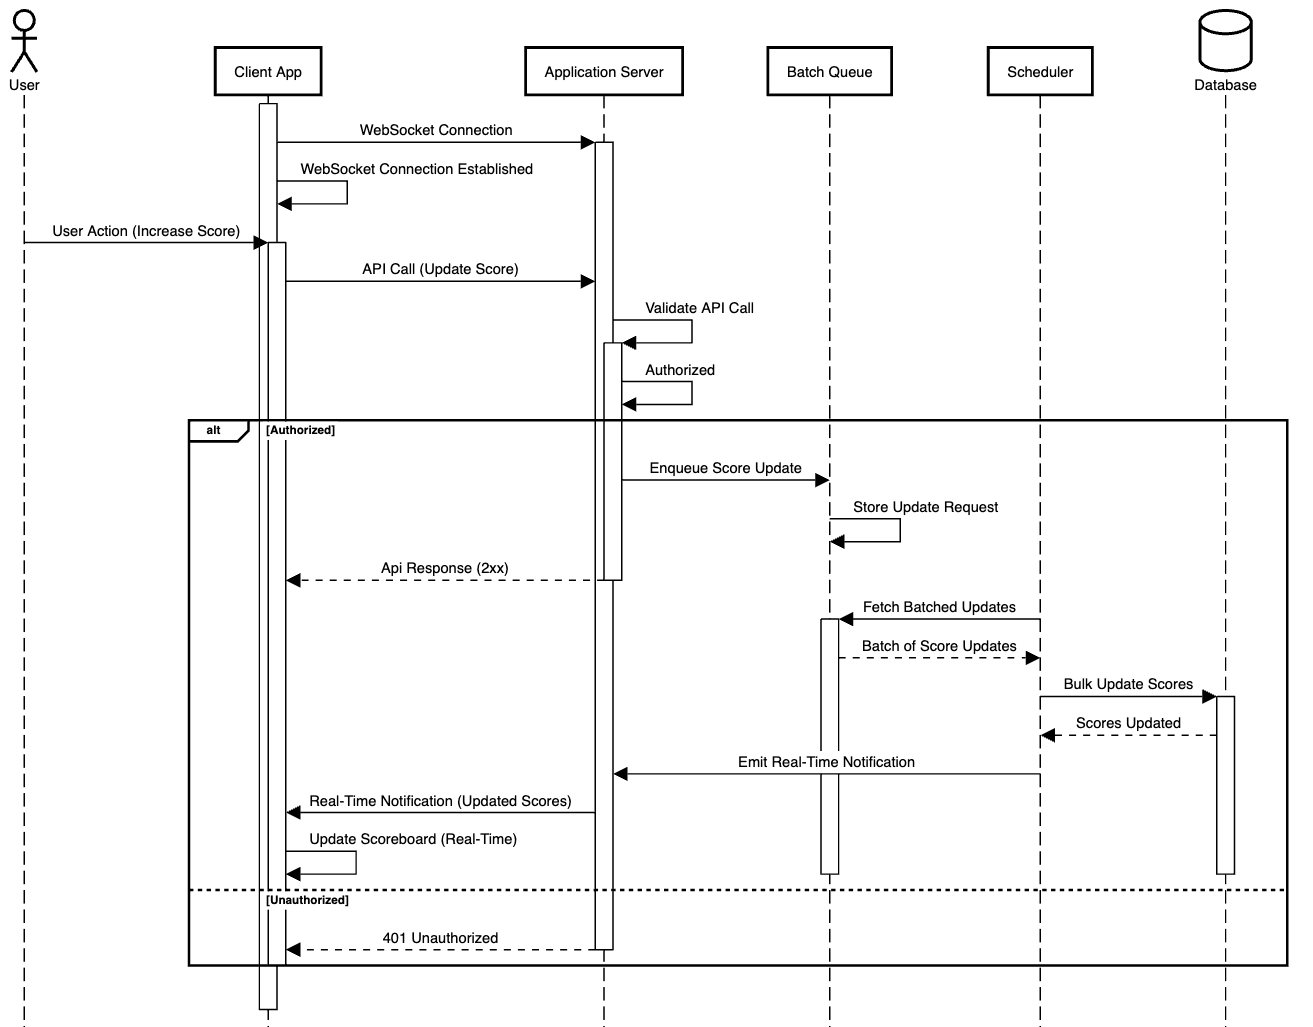 User
Client App
Application Server
Batch Queue
Scheduler
Database
WebSocket Connection
WebSocket Connection Established
User Action (Increase Score)
API Call (Update Score)
Validate API Call
Authorized
alt
[Authorized]
Enqueue Score Update
Store Update Request
Api Response (2xx)
Fetch Batched Updates
Batch of Score Updates
Bulk Update Scores
Scores Updated
Emit Real-Time Notification
Real-Time Notification (Updated Scores)
Update Scoreboard (Real-Time)
[Unauthorized]
401 Unauthorized